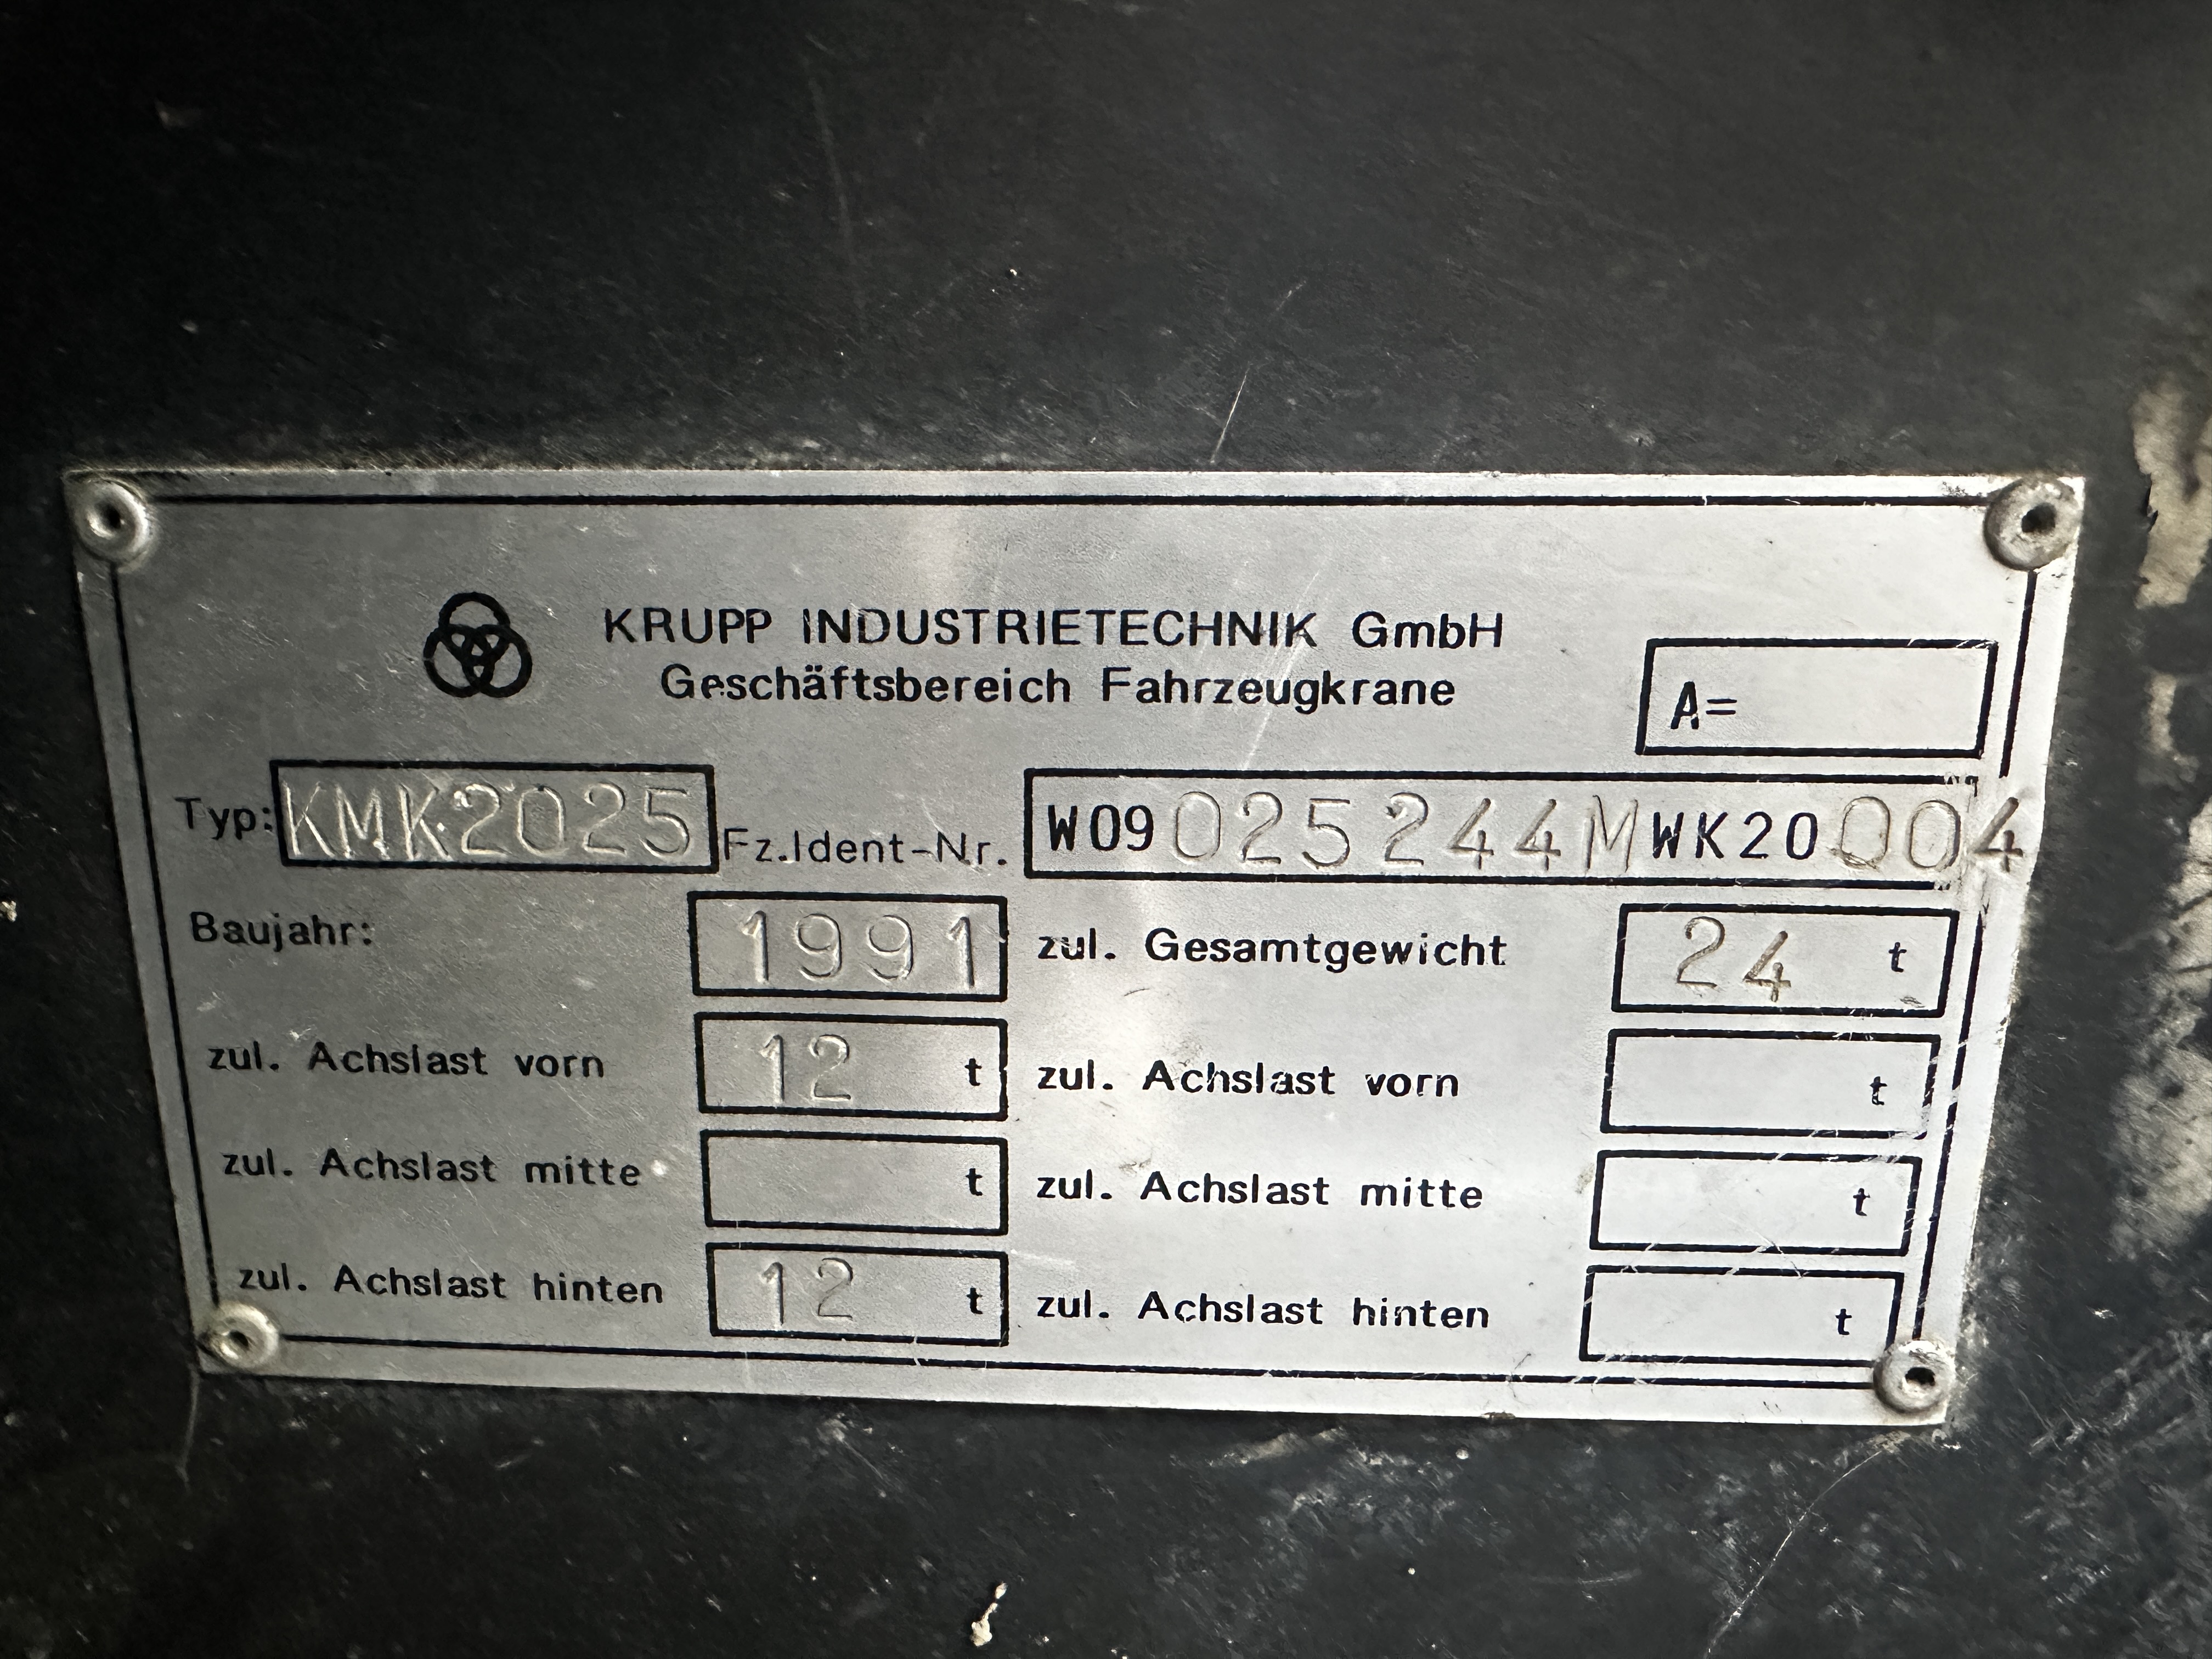 KRUPP INDUSTRIETECHNIK GmbH
Geschäftsbereich Fahrzeugkrane
A=
Typ: KMK2025 Fz.Ident-Nr. W09025244MWK20004
Baujahr: 1991 zul. Gesamtgewicht 24 t
zul. Achslast vorn 12 t zul. Achslast vorn t
zul. Achslast mitte t zul. Achslast mitte t
zul. Achslast hinten 12 t zul. Achslast hinten t